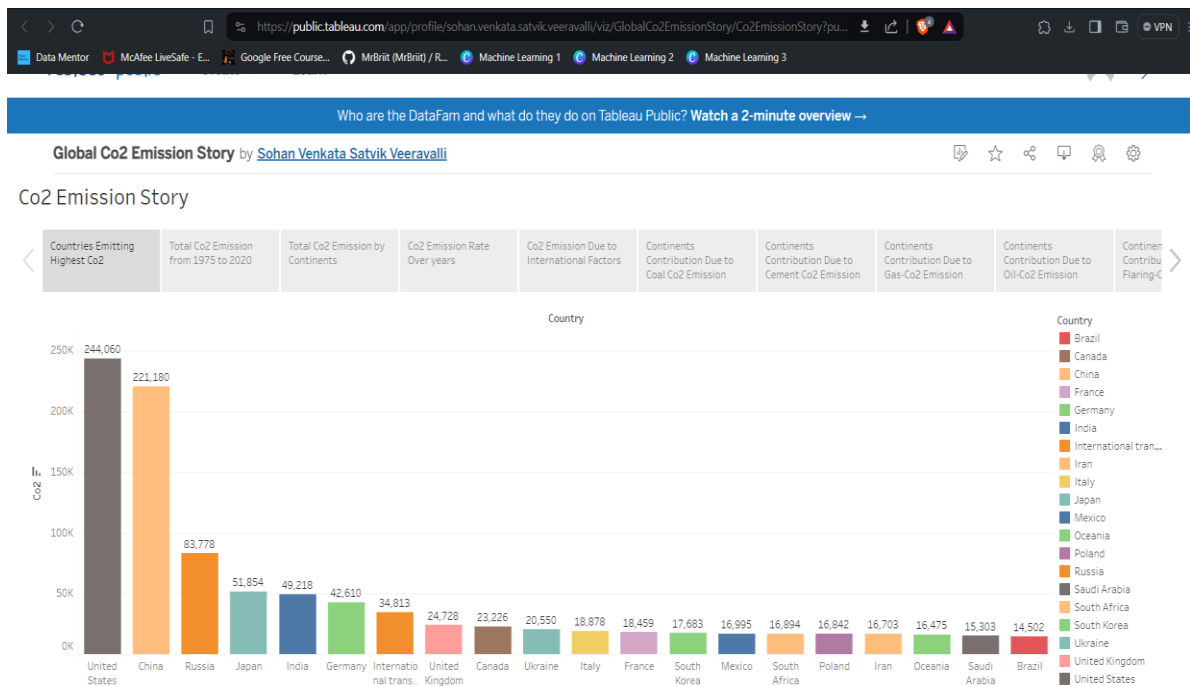 https://public.tableau.com/app/profile/sohan.venkata.satvik.veeravalli/viz/GlobalCo2EmissionStory/Co2EmissionStory?pu...
4
VPN
Data Mentor
McAfee LiveSafe - E...
Google Free Course...
MrBriit (MrBriit) / R...
Machine Learning 1
Machine Learning 2
Machine Learning 3
Who are the DataFam and what do they do on Tableau Public? Watch a 2-minute overview →
Global Co2 Emission Story by Sohan Venkata Satvik Veeravalli
Co2 Emission Story
Countries Emitting
Highest Co2
Total Co2 Emission
from 1975 to 2020
Total Co2 Emission by
Continents
Co2 Emission Rate
Over years
Co2 Emission Due to
International Factors
Continents
Contribution Due to
Coal Co2 Emission
Continents
Contribution Due to
Cement Co2 Emission
Continents
Contribution Due to
Gas-Co2 Emission
Continents
Contribution Due to
Oil-Co2 Emission
Continen
Contribu
Flaring-C
Country
Co2
250K
200K
150K
100K
50K
0K
244,060
221,180
83,778
51,854
49,218
42,610
34,813
24,728
23,226
20,550
18,878
18,459
17,683
16,995
16,894
16,842
16,703
16,475
15,303
14,502
United
States
China
Russia
Japan
India
Germany
Internatio
nal trans..
United
Kingdom
Canada
Ukraine
Italy
France
South
Korea
Mexico
South
Africa
Poland
Iran
Oceania
Saudi
Arabia
Brazil
Country
Brazil
Canada
China
France
Germany
India
International tran...
Iran
Italy
Japan
Mexico
Oceania
Poland
Russia
Saudi Arabia
South Africa
South Korea
Ukraine
United Kingdom
United States